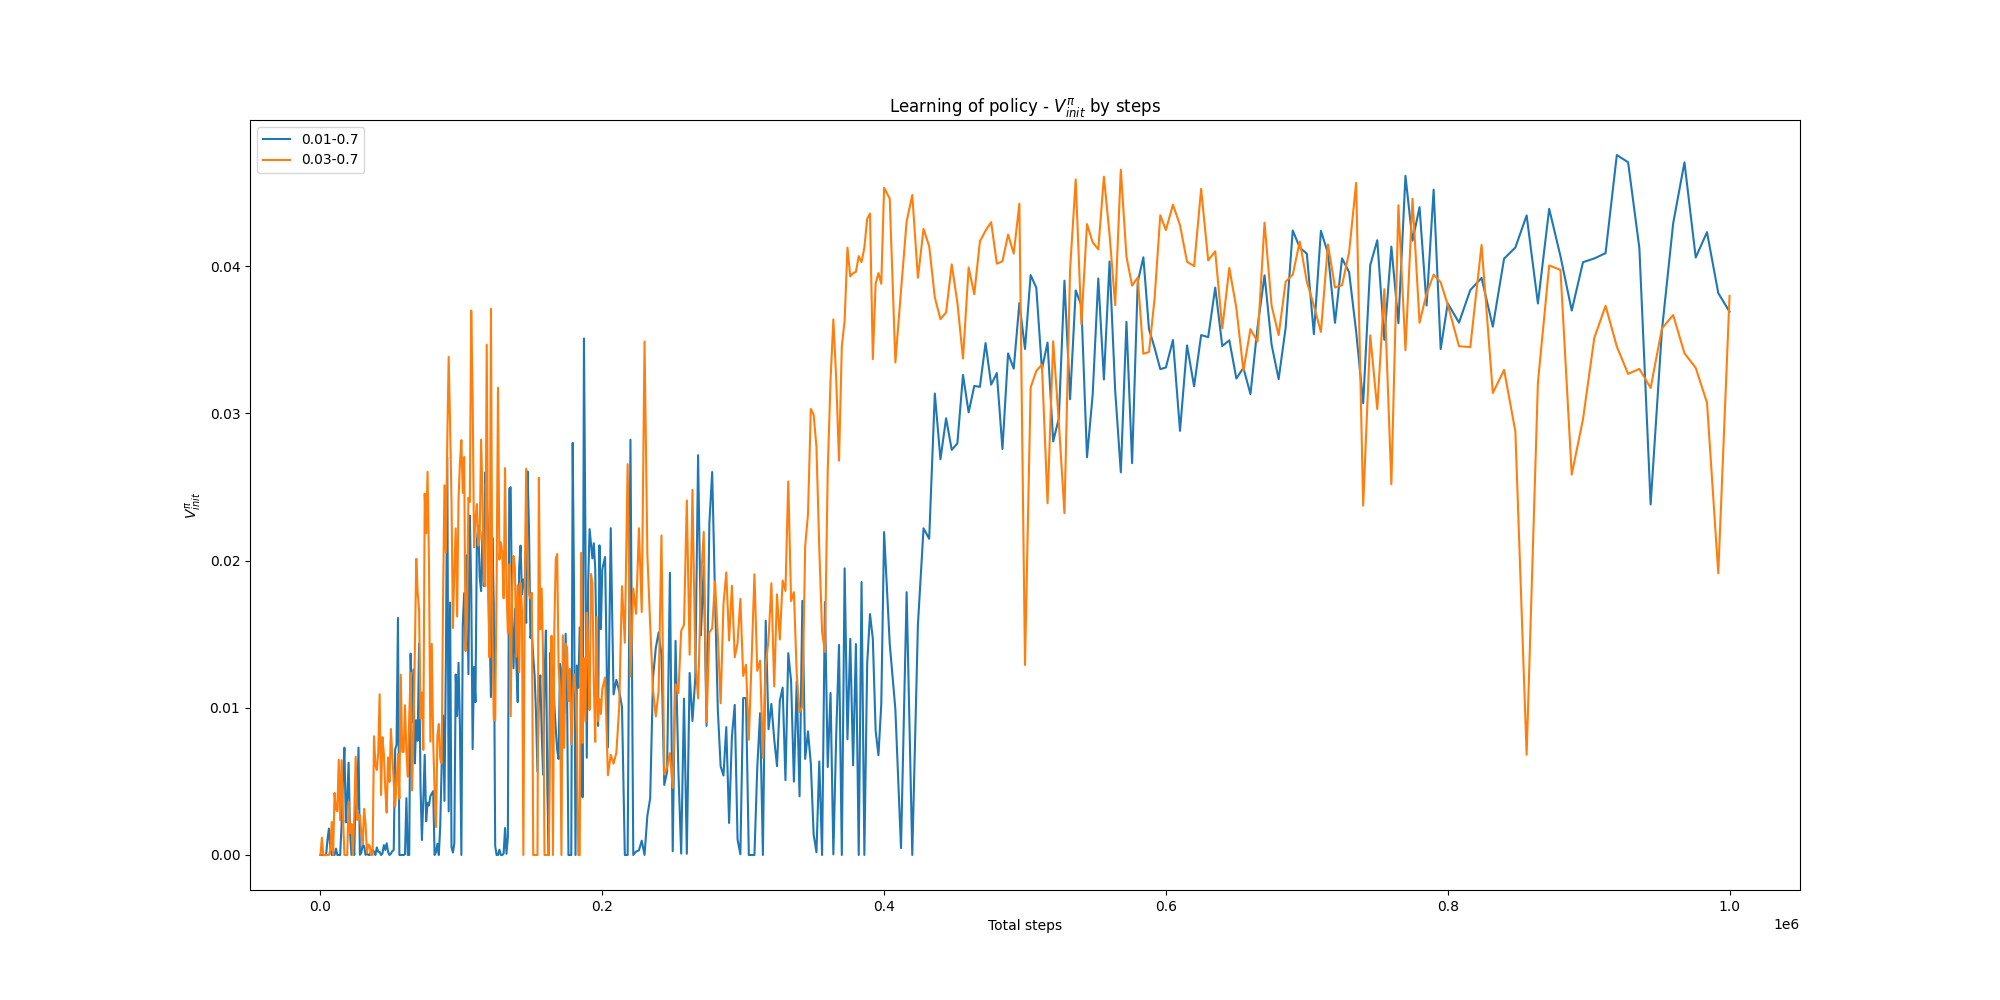 Learning of policy - $V_{init}^{\pi}$ by steps
0.01-0.7
0.03-0.7
$V_{init}^{\pi}$
0.04
0.03
0.02
0.01
0.00
0.0 0.2 0.4 0.6 0.8 1.0
Total steps
1e6